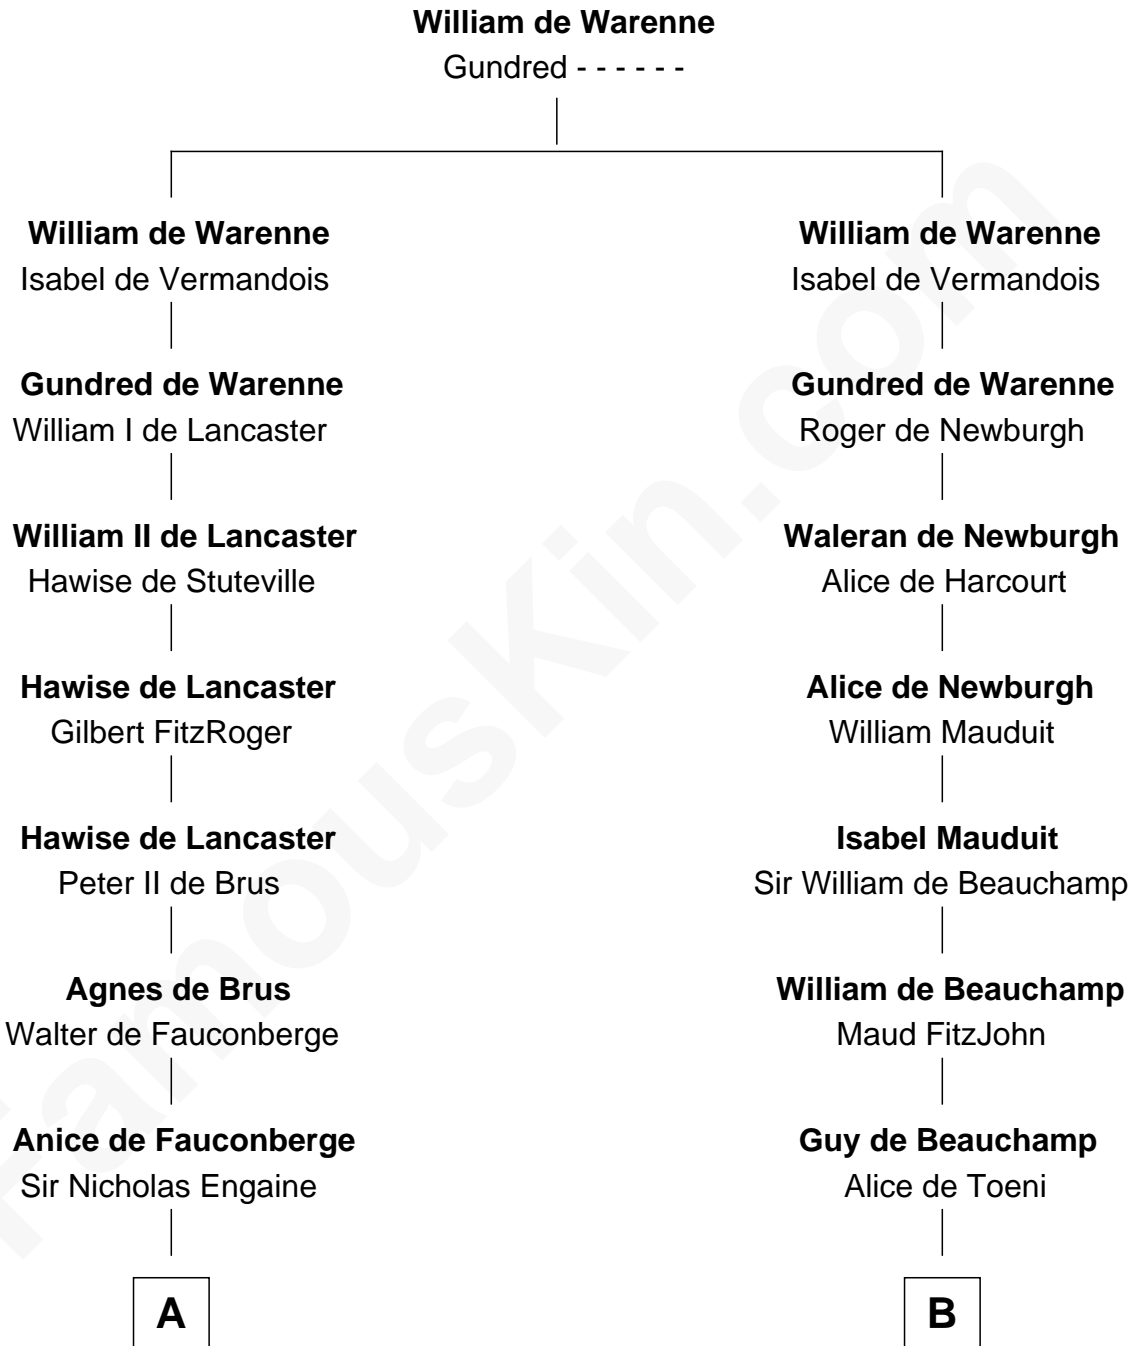 William de Warenne
Gundred - - - - - -
William de Warenne
Isabel de Vermandois
William de Warenne
Isabel de Vermandois
Gundred de Warenne
William I de Lancaster
Gundred de Warenne
Roger de Newburgh
William II de Lancaster
Hawise de Stuteville
Waleran de Newburgh
Alice de Harcourt
Hawise de Lancaster
Gilbert FitzRoger
Alice de Newburgh
William Mauduit
Hawise de Lancaster
Peter II de Brus
Isabel Mauduit
Sir William de Beauchamp
Agnes de Brus
Walter de Fauconberge
William de Beauchamp
Maud FitzJohn
Anice de Fauconberge
Sir Nicholas Engaine
Guy de Beauchamp
Alice de Toeni
A
B
FamousKin.com